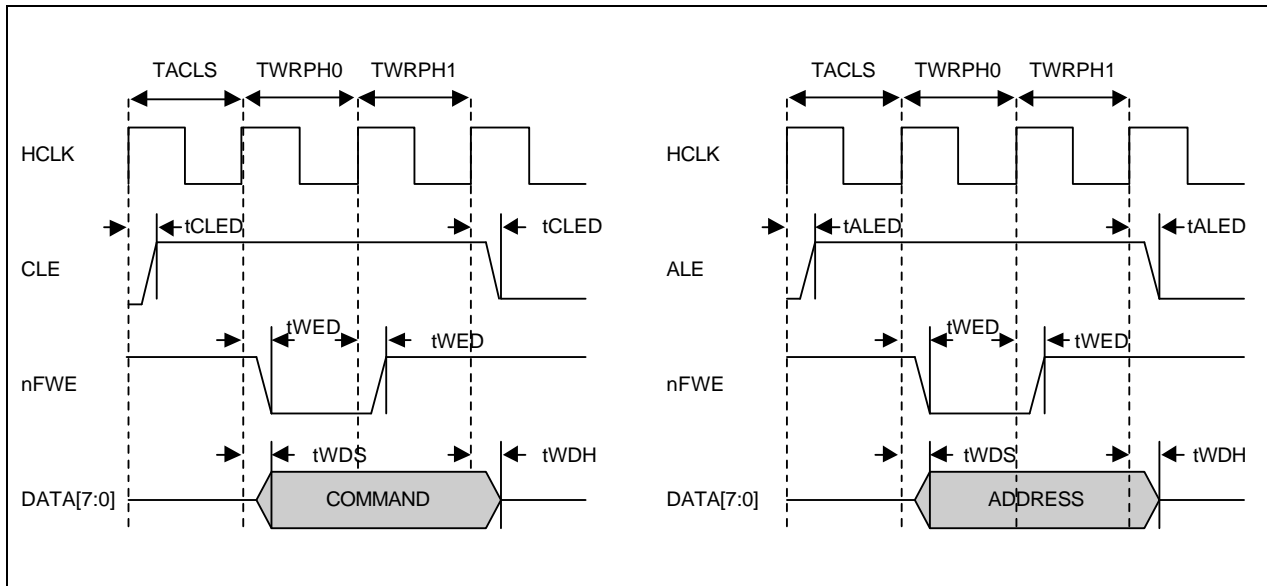 TACLS TWRPH0 TWRPH1
HCLK
tCLED tCLED
CLE
tWED tWED
nFWE
tWDS tWDH
DATA[7:0] COMMAND
TACLS TWRPH0 TWRPH1
HCLK
tALED tALED
ALE
tWED tWED
nFWE
tWDS tWDH
DATA[7:0] ADDRESS